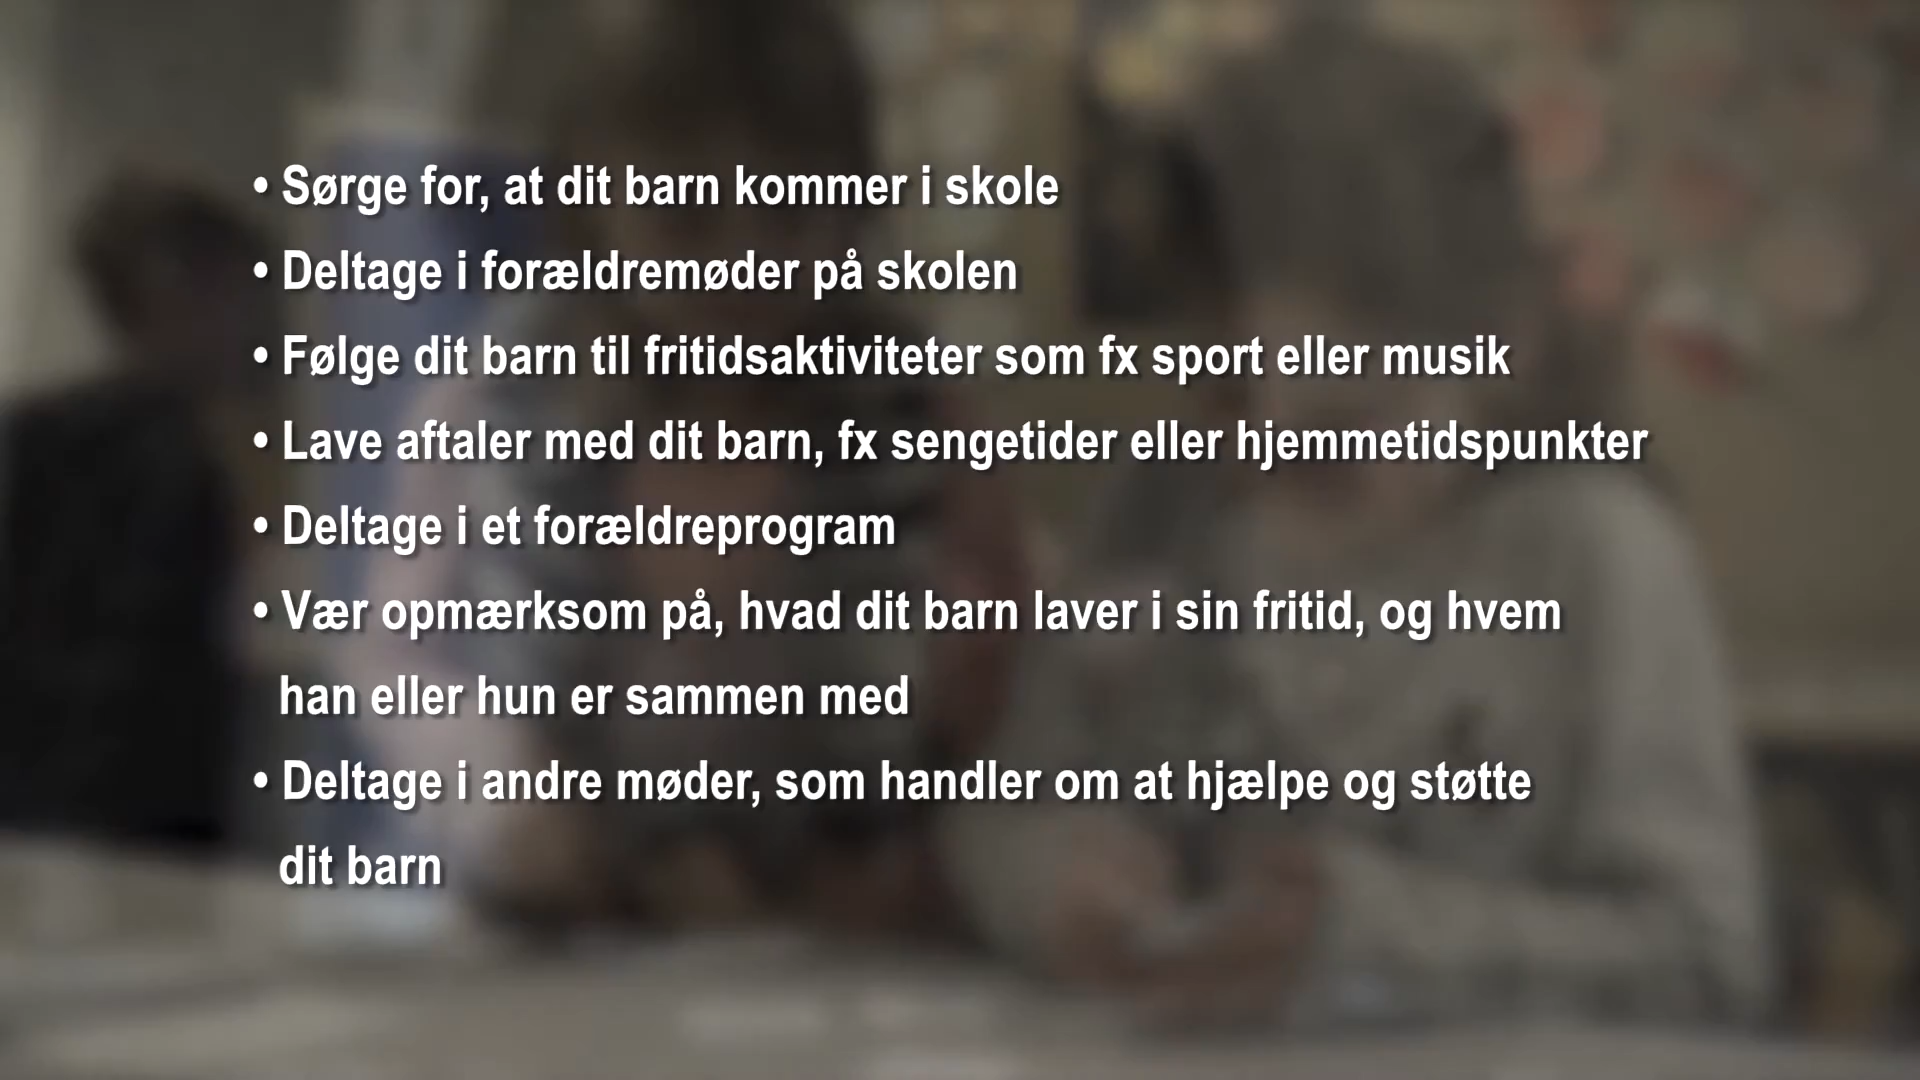 • Sørge for, at dit barn kommer i skole
• Deltage i forældremøder på skolen
• Følge dit barn til fritidsaktiviteter som fx sport eller musik
• Lave aftaler med dit barn, fx sengetider eller hjemmetidspunkter
• Deltage i et forældreprogram
• Vær opmærksom på, hvad dit barn laver i sin fritid, og hvem
han eller hun er sammen med
• Deltage i andre møder, som handler om at hjælpe og støtte
dit barn